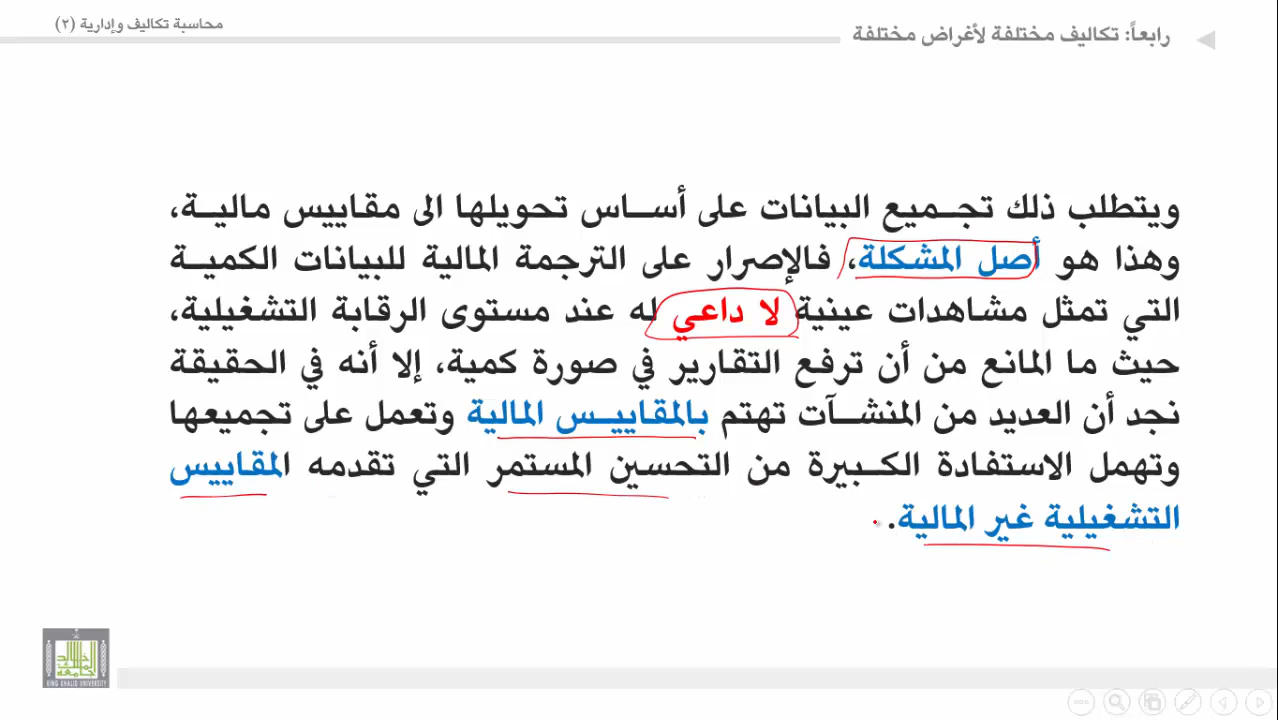 محاسبة تكاليف وإدارية (٢)
رابعاً: تكاليف مختلفة لأغراض مختلفة
ويتطلب ذلك تجـميع البيانات على أسـاس تحويلها الى مقاييس ماليـة،
وهذا هو أصل المشكلة، فالإصرار على الترجمة المالية للبيانات الكميـة
التي تمثل مشاهدات عينية لا داعي له عند مستوى الرقابة التشغيلية،
حيث ما المانع من أن ترفع التقارير في صورة كمية، إلا أنه في الحقيقة
نجد أن العديد من المنشـآت تهتم بالمقاييـس المالية وتعمل على تجميعها
وتهمل الاستفادة الكـبيرة من التحسين المستمر التي تقدمه المقاييس
التشغيلية غير المالية.
جامعة الملك خالد
KING KHALID UNIVERSITY